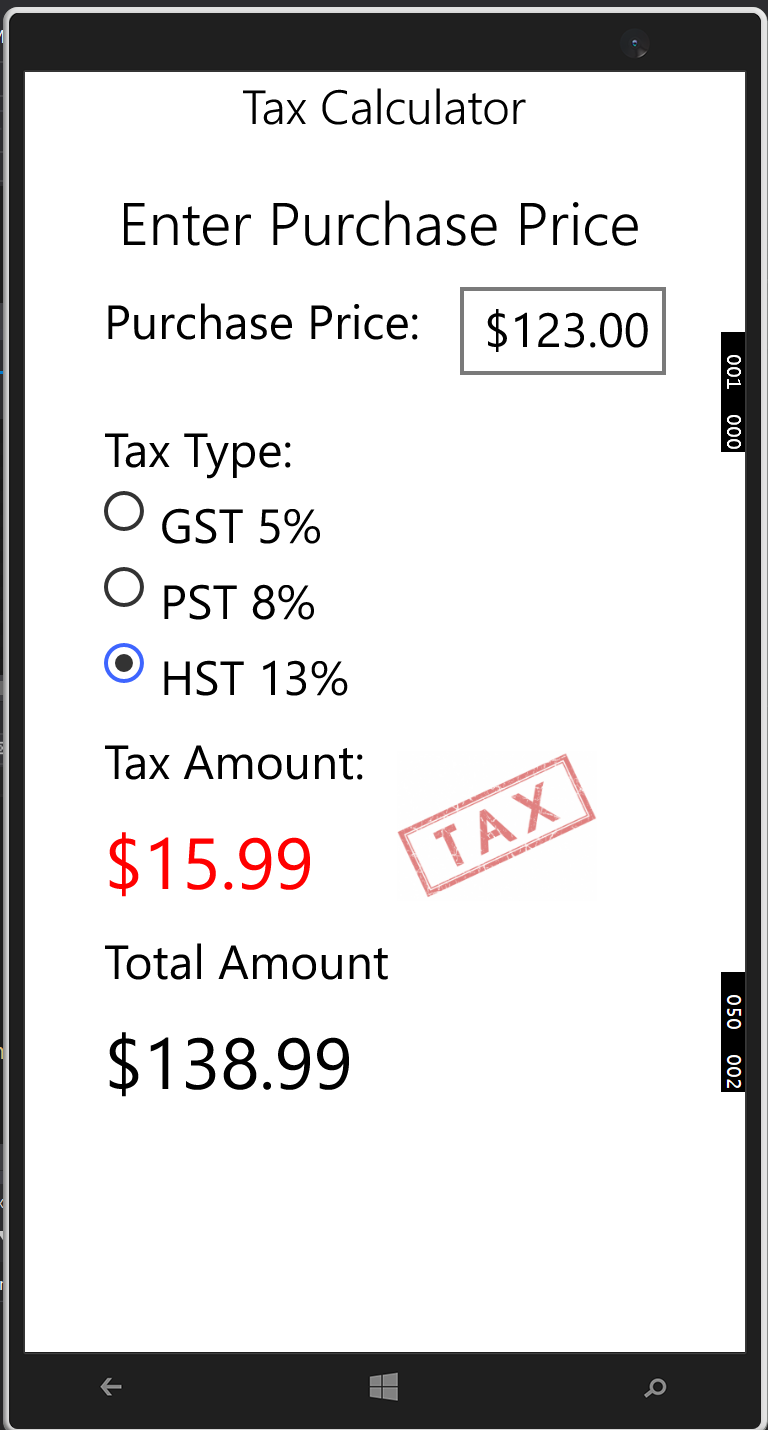 Tax Calculator
Enter Purchase Price
Purchase Price:
$123.00
001 000
Tax Type:
GST 5%
PST 8%
HST 13%
Tax Amount:
TAX
$15.99
Total Amount
050 002
$138.99